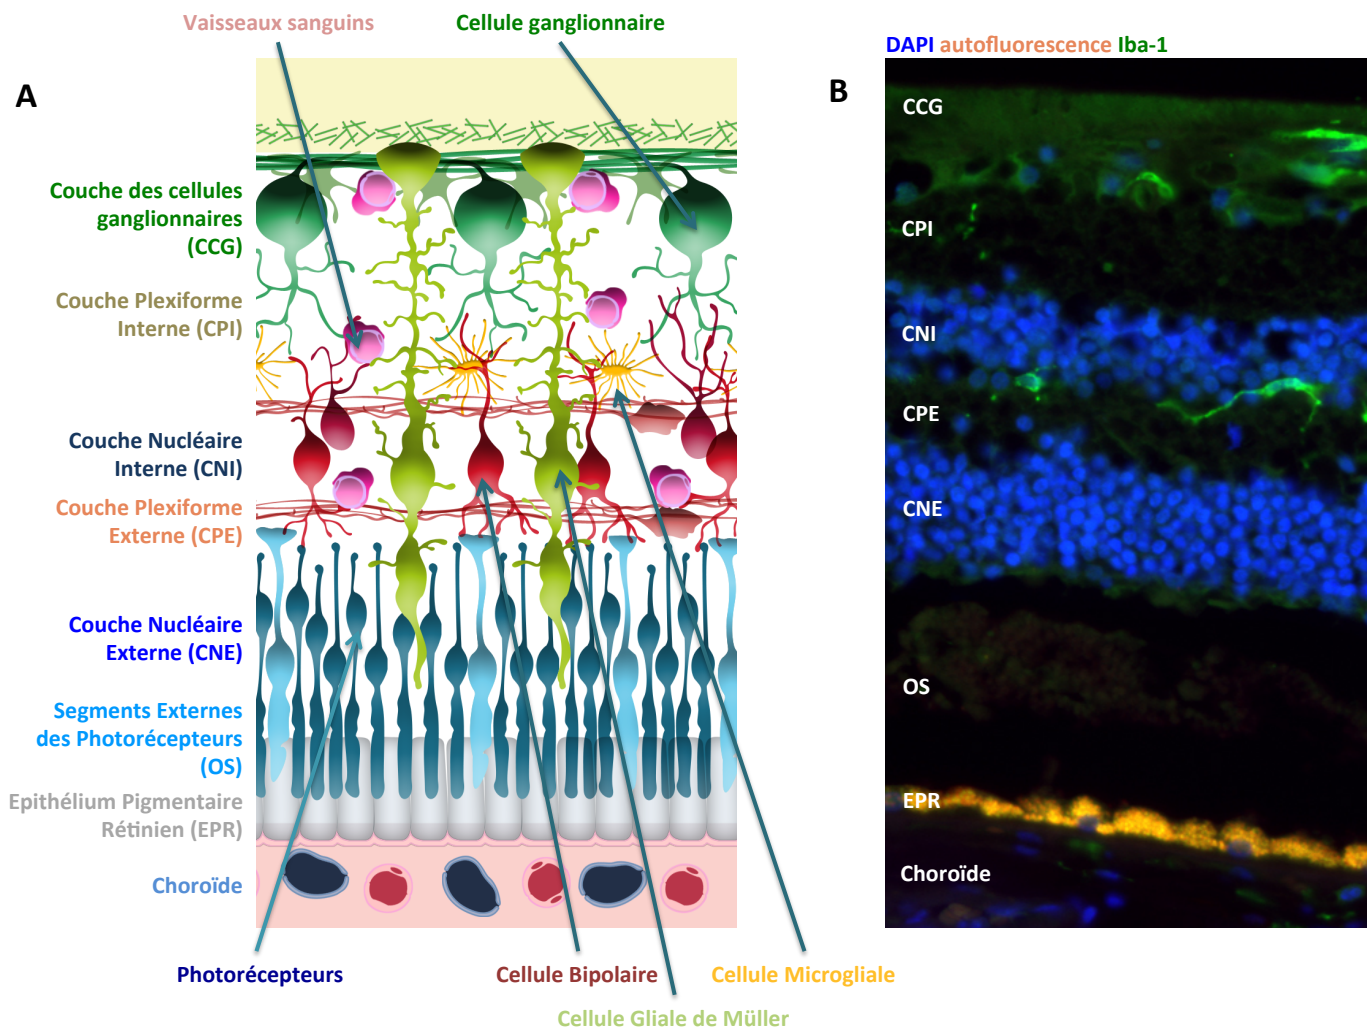 Vaisseaux sanguins
Cellule ganglionnaire
A
Couche des cellules
ganglionnaires
(CCG)
Couche Plexiforme
Interne (CPI)
Couche Nucléaire
Interne (CNI)
Couche Plexiforme
Externe (CPE)
Couche Nucléaire
Externe (CNE)
Segments Externes
des Photorécepteurs
(OS)
Epithélium Pigmentaire
Rétinien (EPR)
Choroïde
Photorécepteurs
Cellule Bipolaire
Cellule Microgliale
Cellule Gliale de Müller
DAPI autofluorescence Iba-1
B
CCG
CPI
CNI
CPE
CNE
OS
EPR
Choroïde